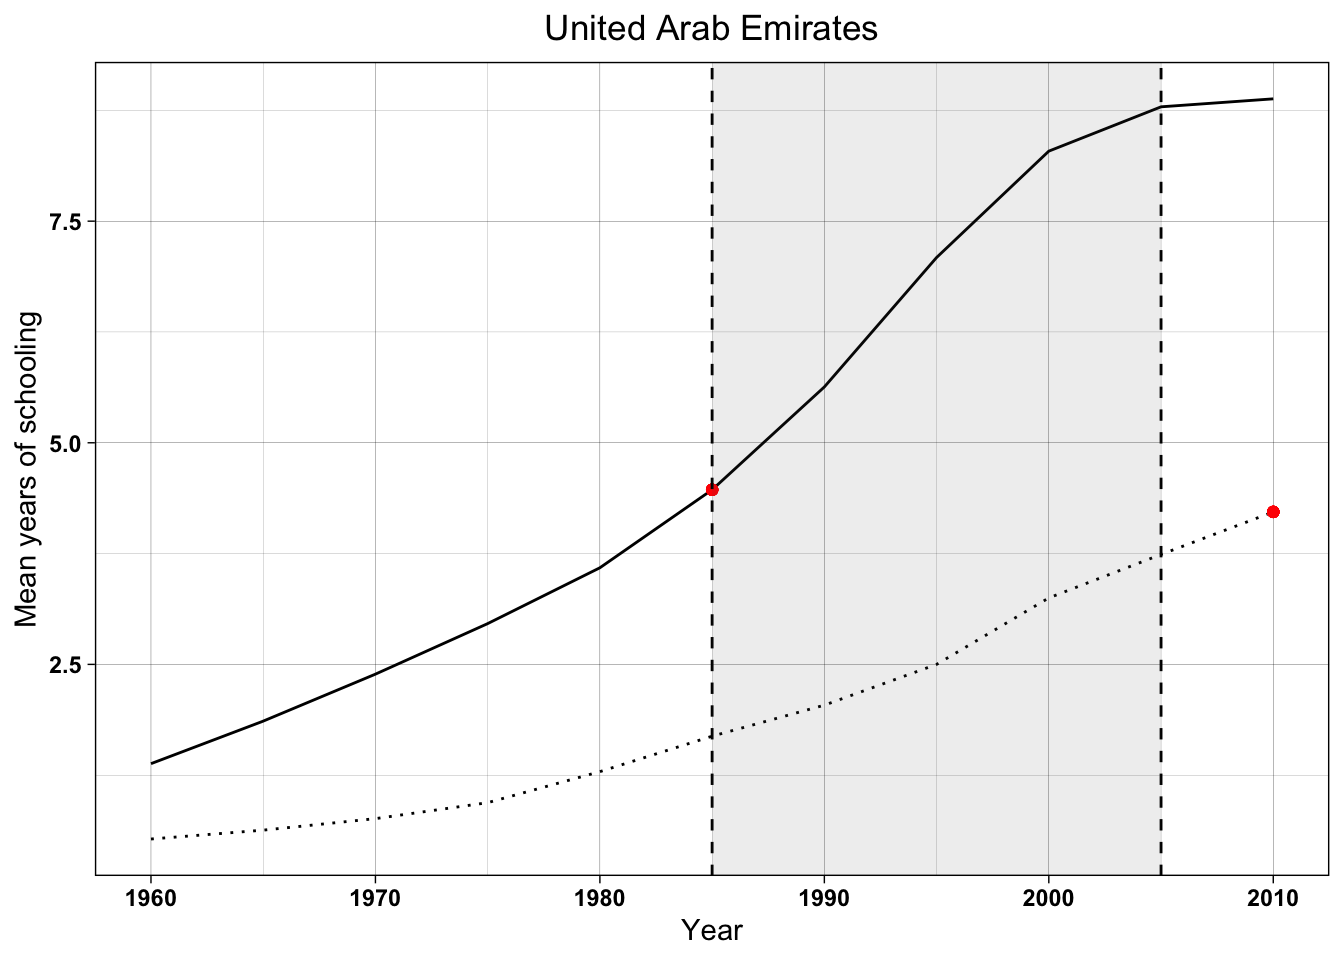 United Arab Emirates
Mean years of schooling
7.5
5.0
2.5
1960 1970 1980 1990 2000 2010
Year